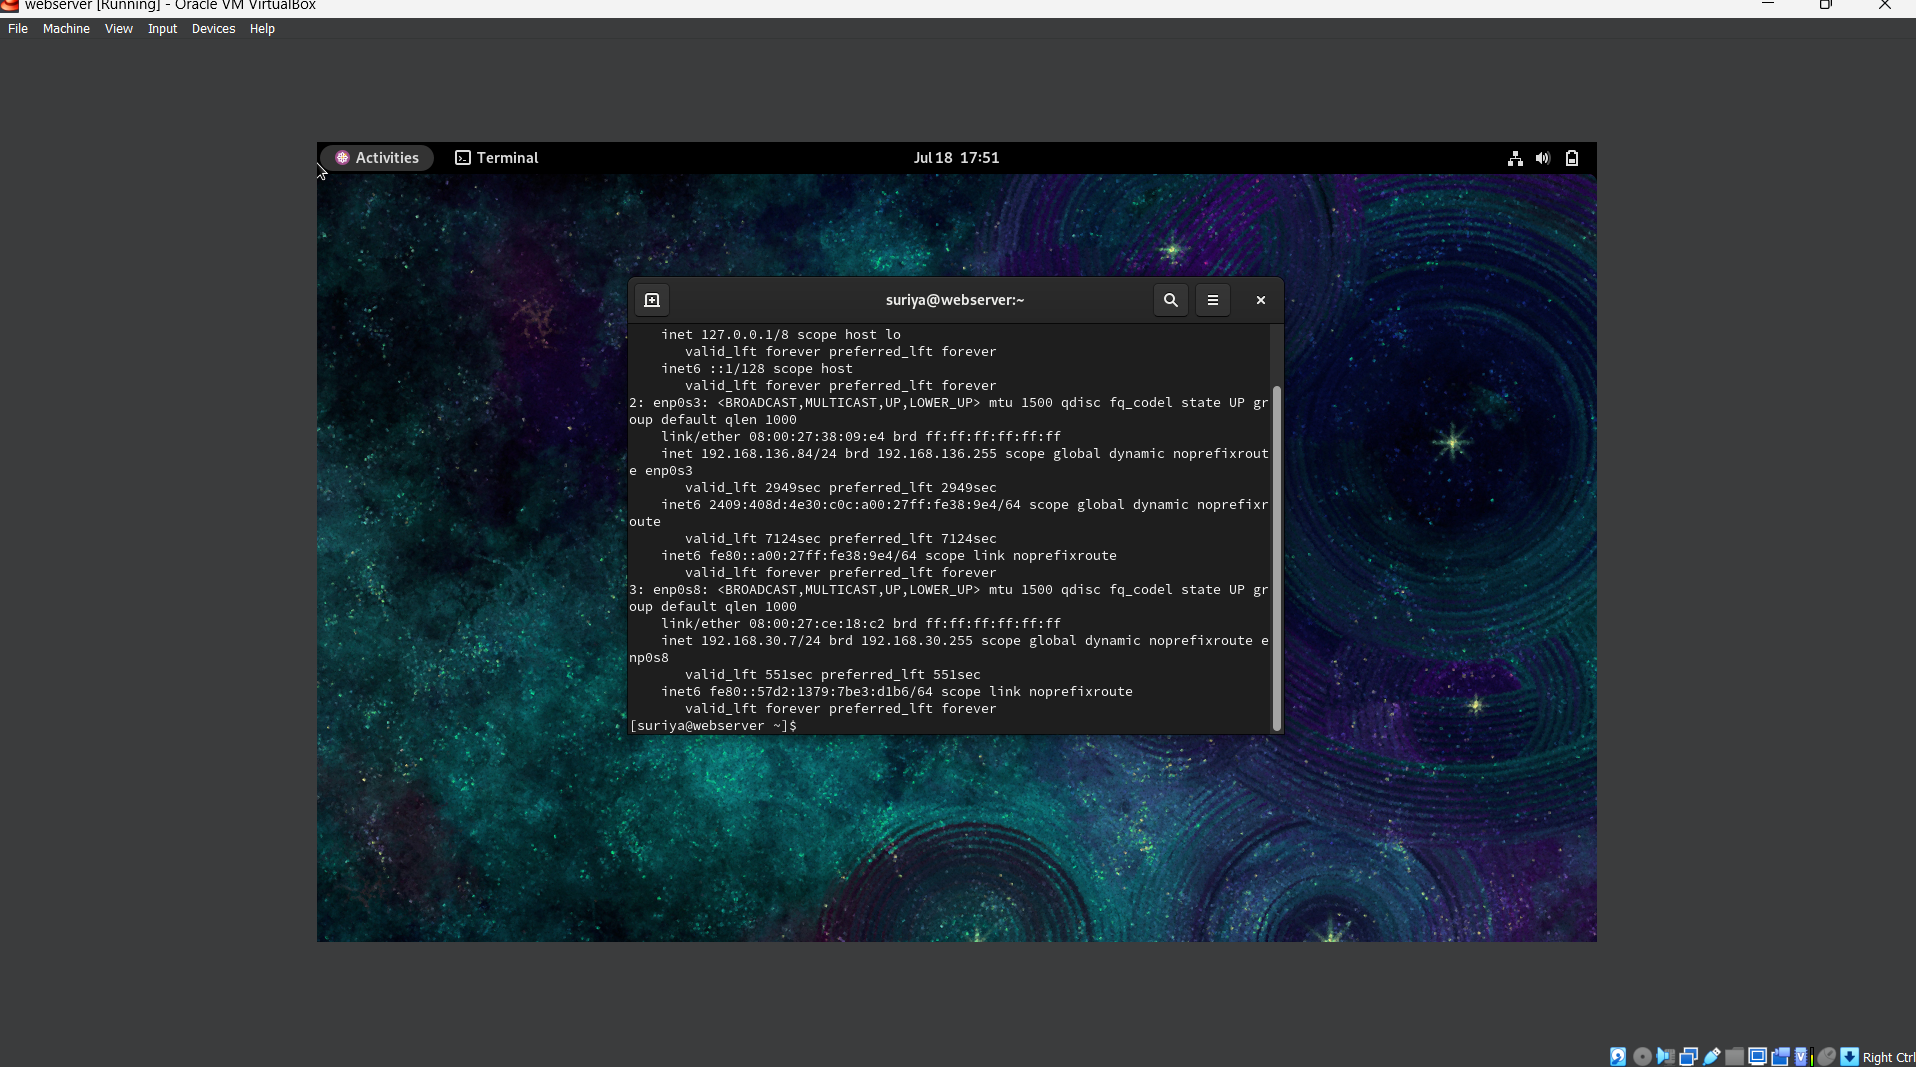 webserver [Running] - Oracle VM VirtualBox
File Machine View Input Devices Help
Activities Terminal Jul 18 17:51
suriya@webserver:~
inet 127.0.0.1/8 scope host lo
valid_lft forever preferred_lft forever
inet6 ::1/128 scope host
valid_lft forever preferred_lft forever
2: enp0s3: <BROADCAST,MULTICAST,UP,LOWER_UP> mtu 1500 qdisc fq_codel state UP gr
oup default qlen 1000
link/ether 08:00:27:38:09:e4 brd ff:ff:ff:ff:ff:ff
inet 192.168.136.84/24 brd 192.168.136.255 scope global dynamic noprefixrout
e enp0s3
valid_lft 2949sec preferred_lft 2949sec
inet6 2409:408d:4e30:c0c:a00:27ff:fe38:9e4/64 scope global dynamic noprefixr
oute
valid_lft 7124sec preferred_lft 7124sec
inet6 fe80::a00:27ff:fe38:9e4/64 scope link noprefixroute
valid_lft forever preferred_lft forever
3: enp0s8: <BROADCAST,MULTICAST,UP,LOWER_UP> mtu 1500 qdisc fq_codel state UP gr
oup default qlen 1000
link/ether 08:00:27:ce:18:c2 brd ff:ff:ff:ff:ff:ff
inet 192.168.30.7/24 brd 192.168.30.255 scope global dynamic noprefixroute e
np0s8
valid_lft 551sec preferred_lft 551sec
inet6 fe80::57d2:1379:7be3:d1b6/64 scope link noprefixroute
valid_lft forever preferred_lft forever
[suriya@webserver ~]$
Right Ctrl